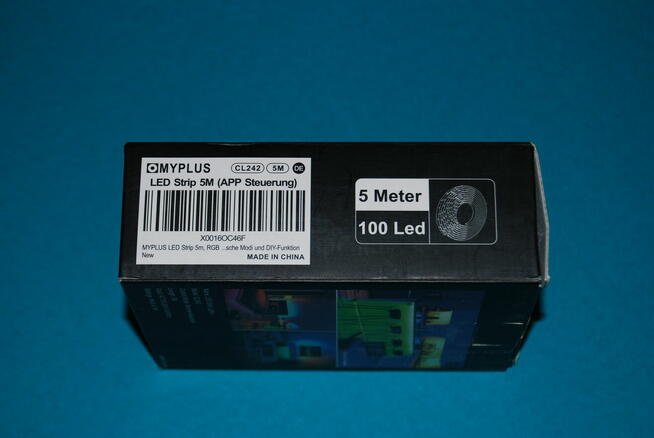 MYPLUS CL242 5M DE
LED Strip 5M (APP Steuerung)
X0016OC46F
MYPLUS LED Strip 5m, RGB ...sche Modi und DIY-Funktion
New
MADE IN CHINA
5 Meter
100 Led